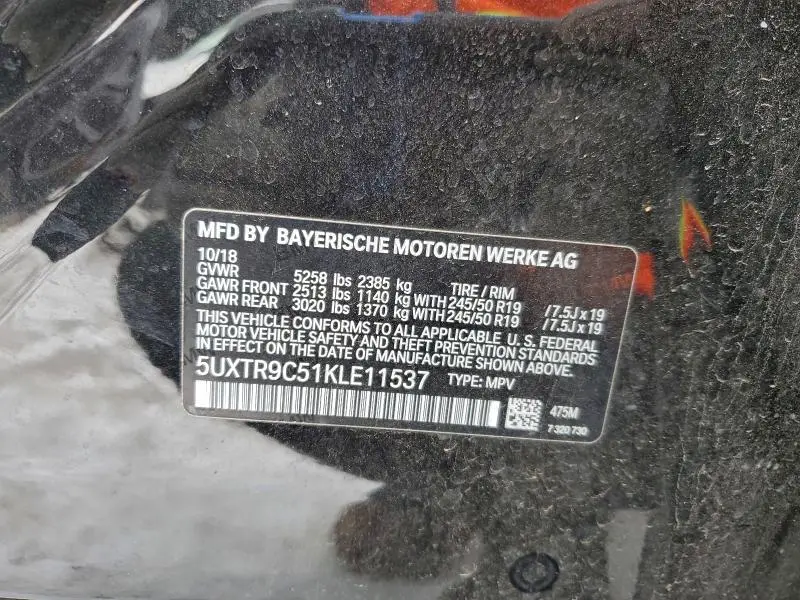 MFD BY BAYERISCHE MOTOREN WERKE AG
10/18
GVWR 5258 lbs 2385 kg TIRE / RIM
GAWR FRONT 2513 lbs 1140 kg WITH 245/50 R19 / 7.5J x 19
GAWR REAR 3020 lbs 1370 kg WITH 245/50 R19 / 7.5J x 19
THIS VEHICLE CONFORMS TO ALL APPLICABLE U. S. FEDERAL
MOTOR VEHICLE SAFETY AND THEFT PREVENTION STANDARDS
IN EFFECT ON THE DATE OF MANUFACTURE SHOWN ABOVE.
5UXTR9C51KLE11537 TYPE: MPV
475M
7 320 730